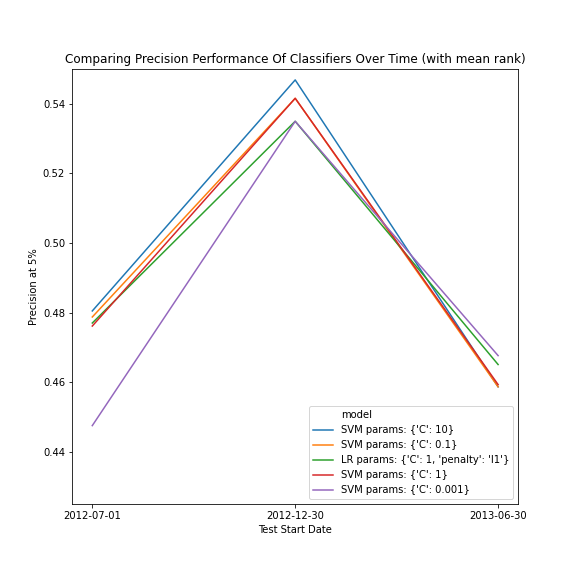 Comparing Precision Performance Of Classifiers Over Time (with mean rank)
0.54
0.52
0.50
0.48
0.46
0.44
Precision at 5%
model
SVM params: {'C': 10}
SVM params: {'C': 0.1}
LR params: {'C': 1, 'penalty': 'l1'}
SVM params: {'C': 1}
SVM params: {'C': 0.001}
2012-07-01
2012-12-30
2013-06-30
Test Start Date